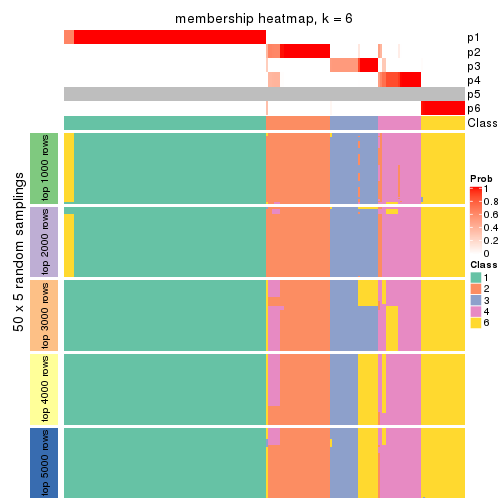 membership heatmap, k = 6
p1
p2
p3
p4
p5
p6
Class
50 x 5 random samplings
top 1000 rows
top 2000 rows
top 3000 rows
top 4000 rows
top 5000 rows
Prob
1
0.8
0.6
0.4
0.2
0
Class
1
2
3
4
6